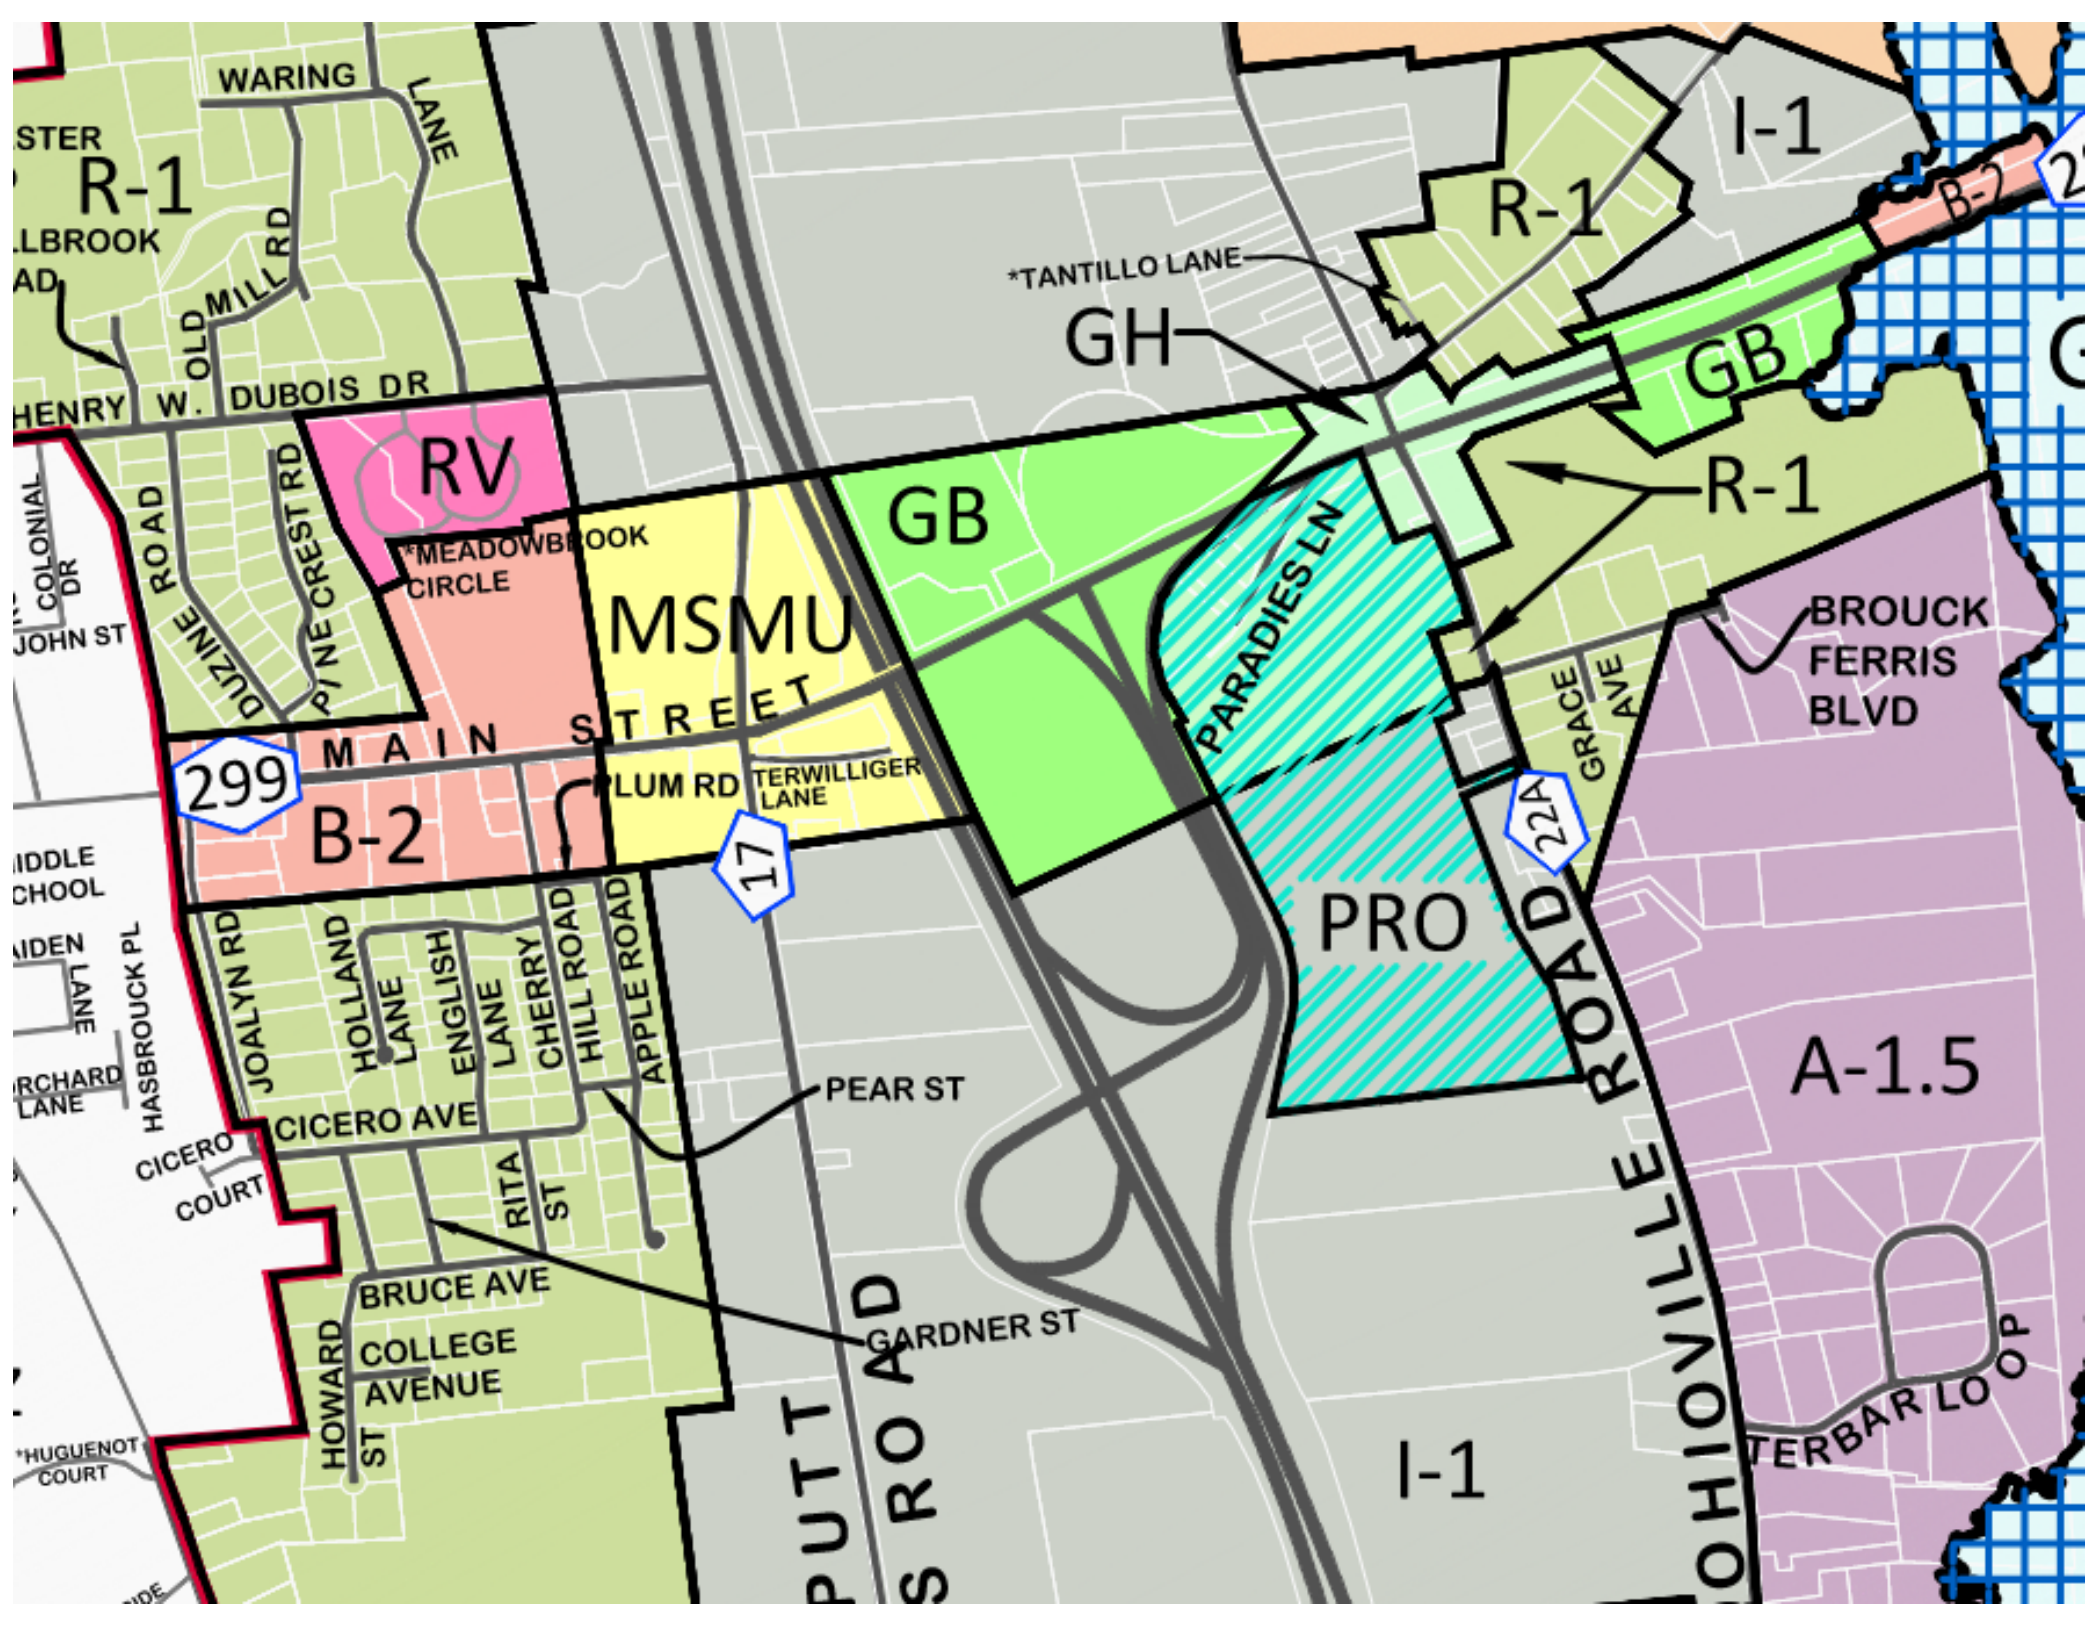 WARING
LANE
STER
R-1
LLBROOK
AD
OLD MILL RD
HENRY W. DUBOIS DR
I-1
R-1
B-2
*TANTILLO LANE
GH
GB
RV
GB
R-1
COLONIAL
DR
JOHN ST
DUZINE ROAD
PINE CREST RD
*MEADOWBROOK
CIRCLE
MSMU
PARADIES LN
BROUCK
FERRIS
BLVD
GRACE
AVE
MAIN STREET
299
B-2
PLUM RD
TERWILLIGER
LANE
17
22A
IDDLE
CHOOL
AIDEN
LANE
HASBROUCK PL
ORCHARD
LANE
JOALYN RD
HOLLAND
LANE
ENGLISH
LANE
CHERRY
HILL ROAD
APPLE ROAD
PRO
A-1.5
PEAR ST
CICERO AVE
CICERO
COURT
RITA
ST
BRUCE AVE
GARDNER ST
COLLEGE
AVENUE
HOWARD
ST
*HUGUENOT
COURT
IDE
PUTT
S ROAD
OHIOVILLE ROAD
I-1
TERBAR LOOP